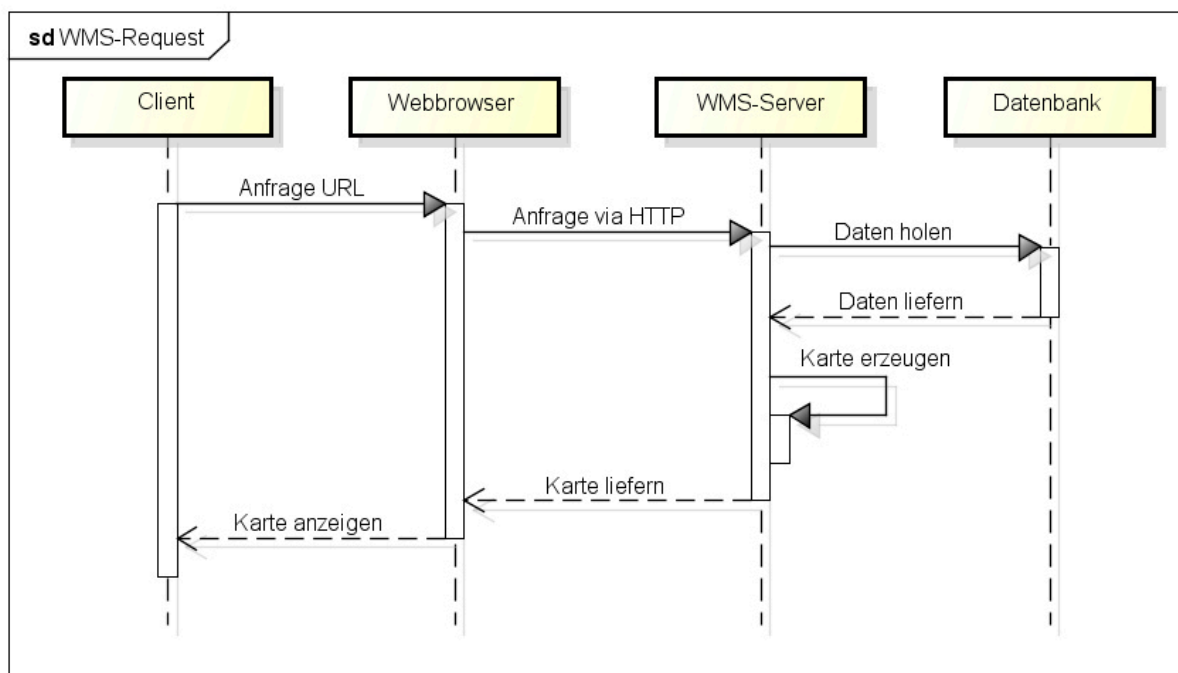 sd WMS-Request
Client
Webbrowser
WMS-Server
Datenbank
Anfrage URL
Anfrage via HTTP
Daten holen
Daten liefern
Karte erzeugen
Karte liefern
Karte anzeigen